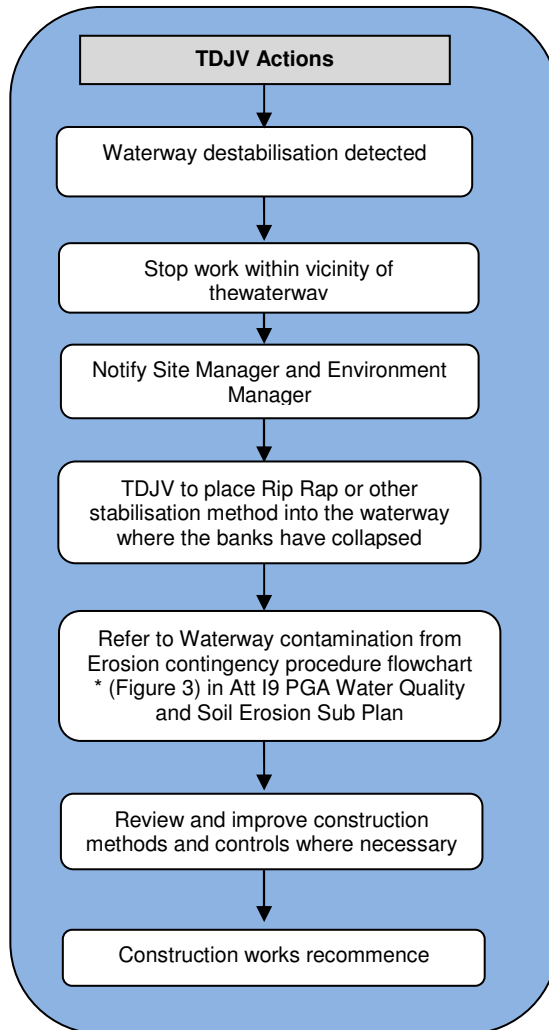 TDJV Actions
Waterway destabilisation detected
Stop work within vicinity of
thewaterway
Notify Site Manager and Environment
Manager
TDJV to place Rip Rap or other
stabilisation method into the waterway
where the banks have collapsed
Refer to Waterway contamination from
Erosion contingency procedure flowchart
* (Figure 3) in Att I9 PGA Water Quality
and Soil Erosion Sub Plan
Review and improve construction
methods and controls where necessary
Construction works recommence